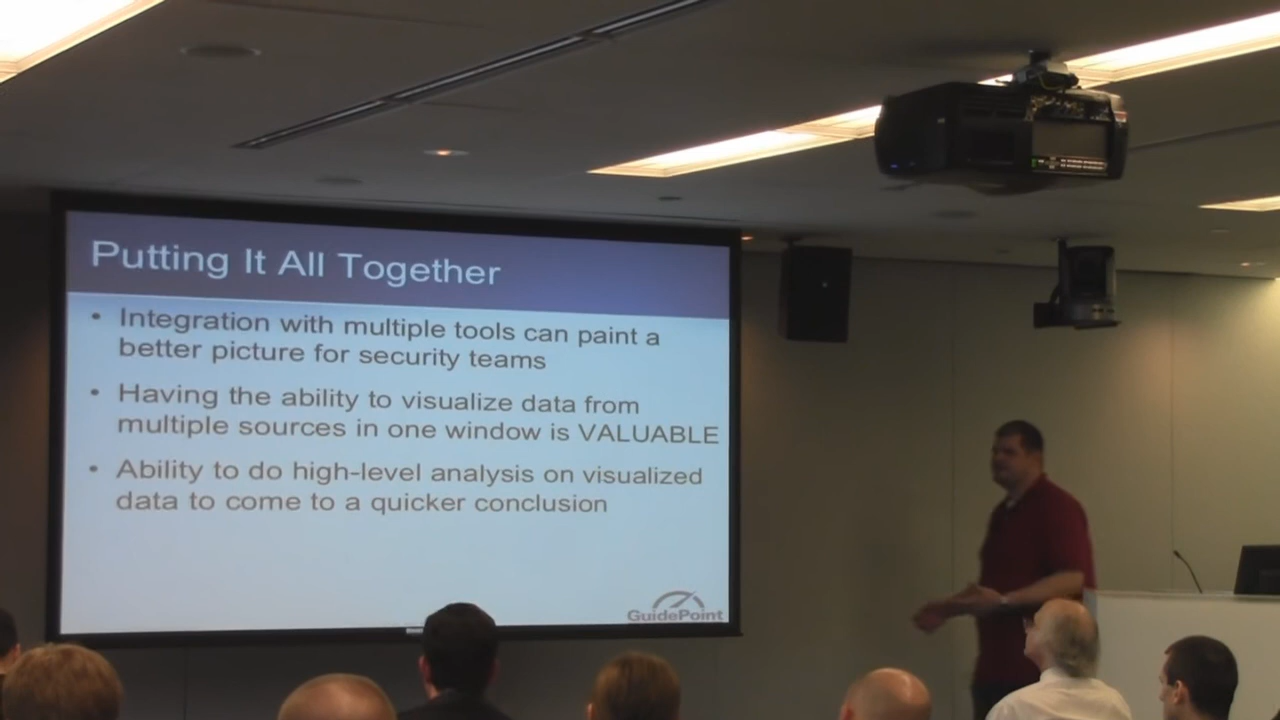 Putting It All Together
• Integration with multiple tools can paint a
better picture for security teams
• Having the ability to visualize data from
multiple sources in one window is VALUABLE
• Ability to do high-level analysis on visualized
data to come to a quicker conclusion
GuidePoint